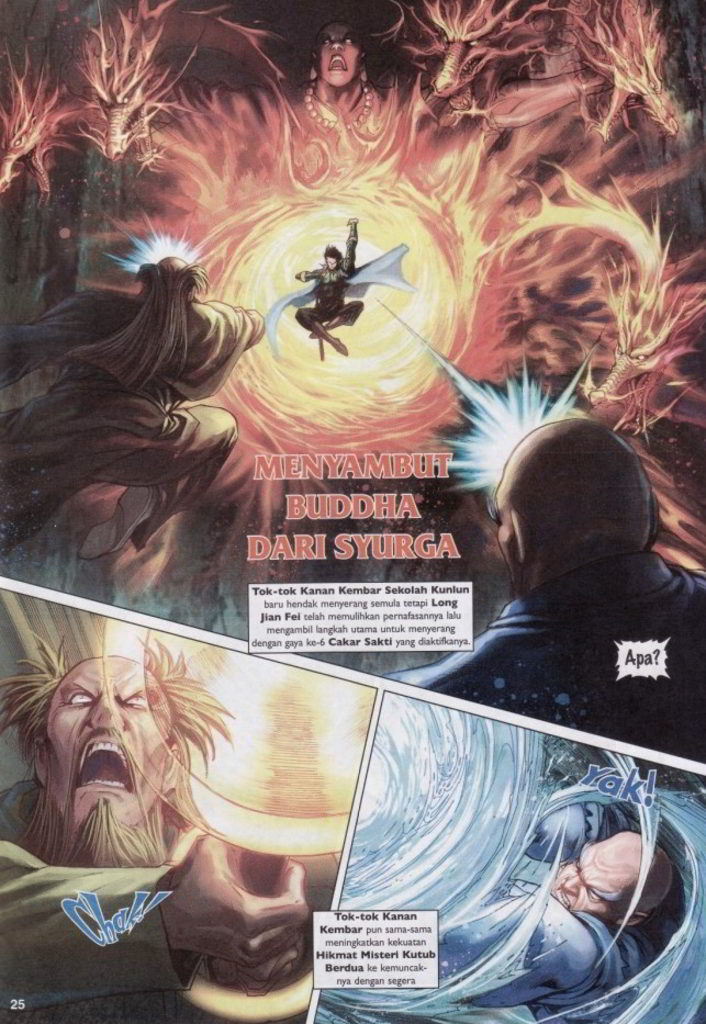 MENYAMBUT
BUDDHA
DARI SYURGA
Tok-tok Kanan Kembar Sekolah Kunlun
baru hendak menyerang semula tetapi Long
Jian Fei telah memulihkan pernafasannya lalu
mengambil langkah utama untuk menyerang
dengan gaya ke-6 Cakar Sakti yang diaktifkanya.
Apa?
Yak!
Chak
Tok-tok Kanan
Kembar pun sama-sama
meningkatkan kekuatan
Hikmat Misteri Kutub
Berdua ke kemuncak-
nya dengan segera
25